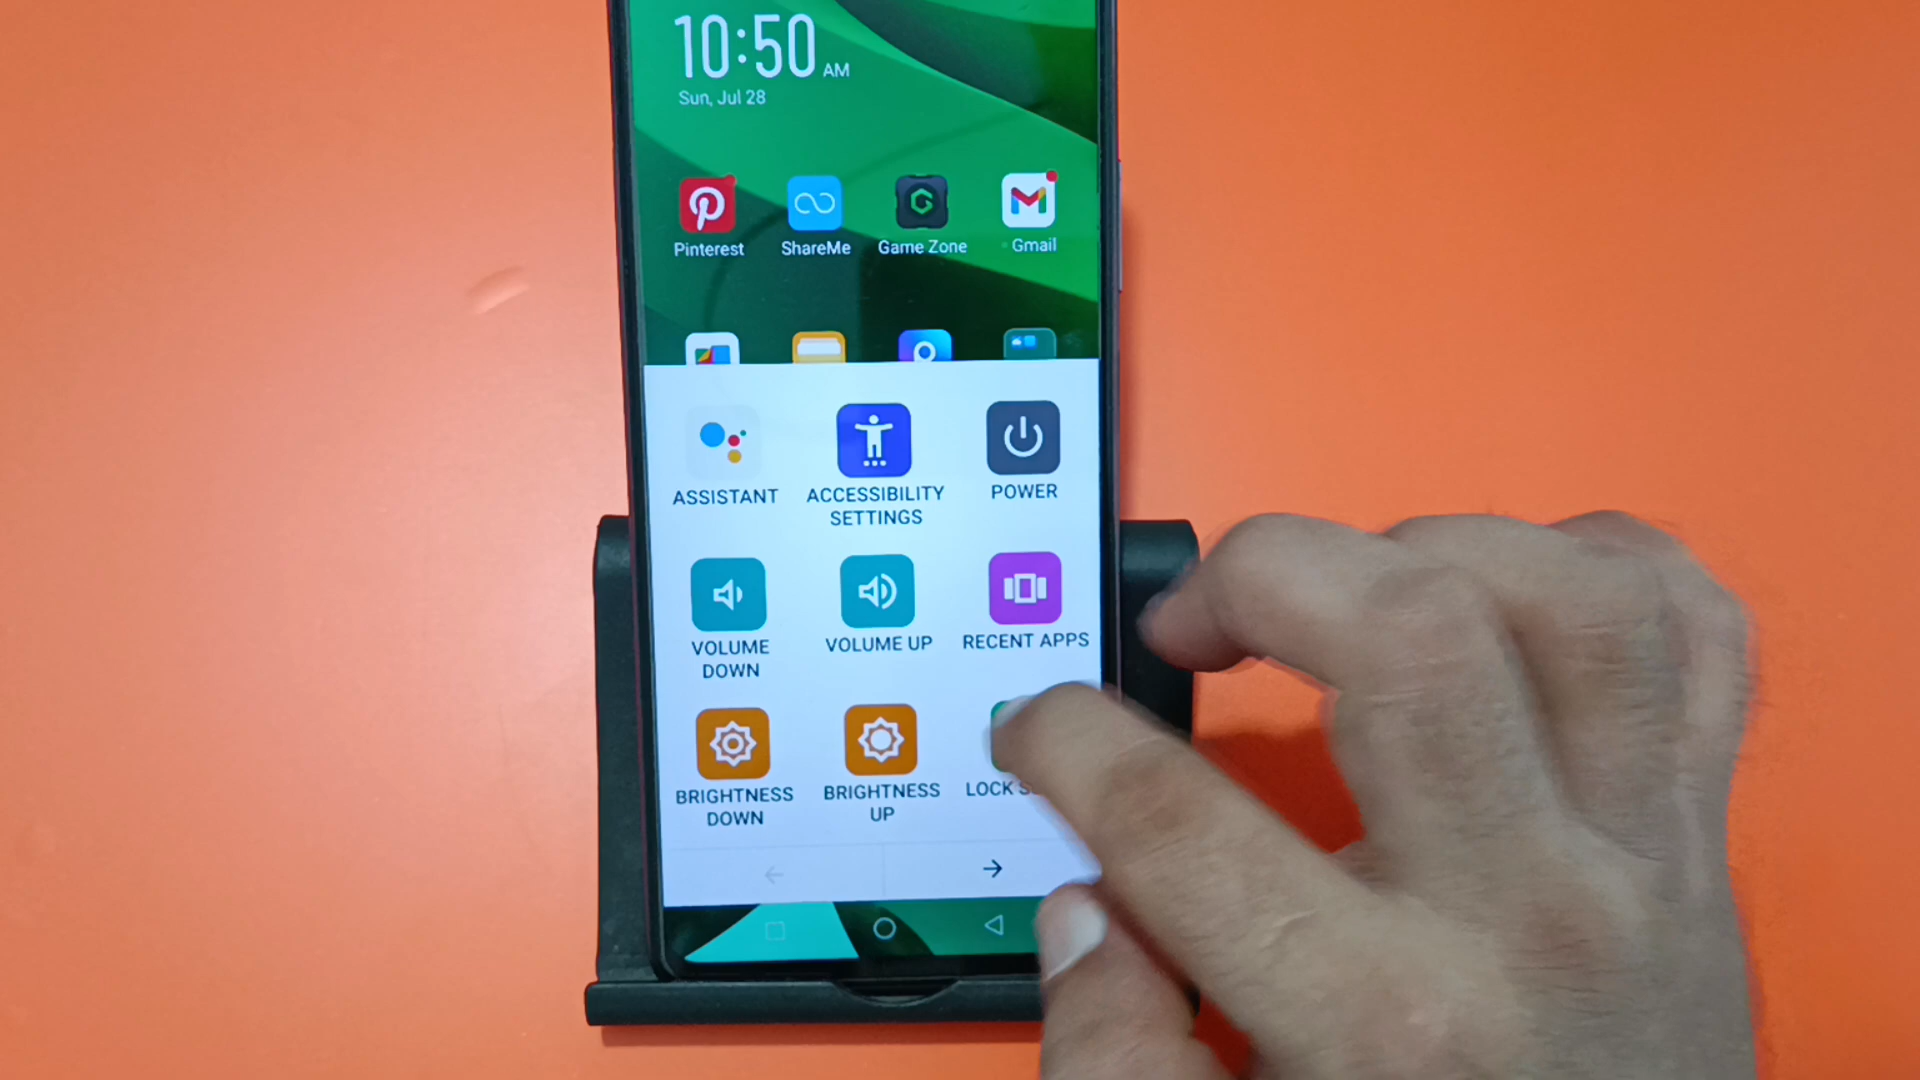 10:50 AM
Sun, Jul 28
Pinterest ShareMe Game Zone Gmail
ASSISTANT ACCESSIBILITY SETTINGS POWER
VOLUME DOWN VOLUME UP RECENT APPS
BRIGHTNESS DOWN BRIGHTNESS UP LOCK